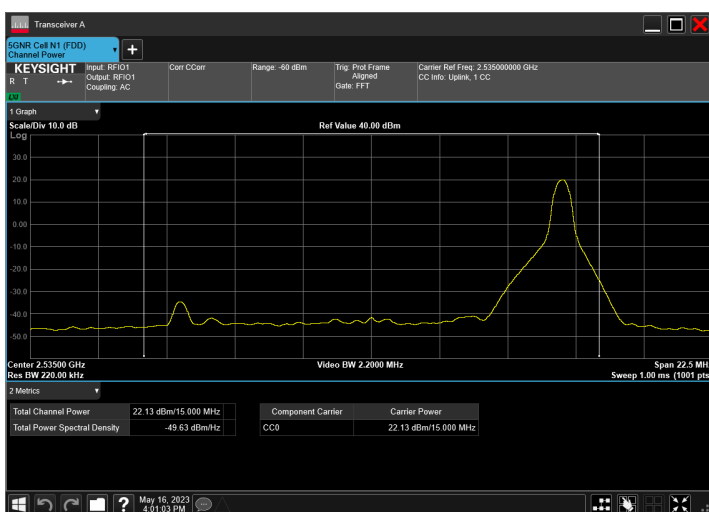 Transceiver A
5GNR Cell N1 (FDD)
Channel Power
KEYSIGHT
R T
LXI
Input: RFIO1
Output: RFIO1
Coupling: AC
Corr CCorr
Range: -60 dBm
Trig: Prot Frame
Aligned
Gate: FFT
Carrier Ref Freq: 2.535000000 GHz
CC Info: Uplink, 1 CC
1 Graph
Scale/Div 10.0 dB
Ref Value 40.00 dBm
Log
30.0
20.0
10.0
0.00
-10.0
-20.0
-30.0
-40.0
-50.0
Center 2.53500 GHz
Video BW 2.2000 MHz
Span 22.5 MH
Res BW 220.00 kHz
Sweep 1.00 ms (1001 pts
2 Metrics
Total Channel Power 22.13 dBm/15.000 MHz
Total Power Spectral Density -49.63 dBm/Hz
Component Carrier Carrier Power
CC0 22.13 dBm/15.000 MHz
May 16, 2023
4:01:03 PM